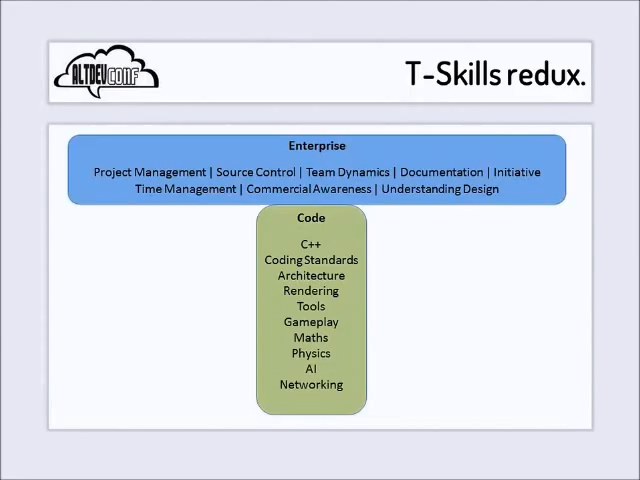 ALTDEVCONF
T-Skills redux.
Enterprise
Project Management | Source Control | Team Dynamics | Documentation | Initiative
Time Management | Commercial Awareness | Understanding Design
Code
C++
Coding Standards
Architecture
Rendering
Tools
Gameplay
Maths
Physics
AI
Networking